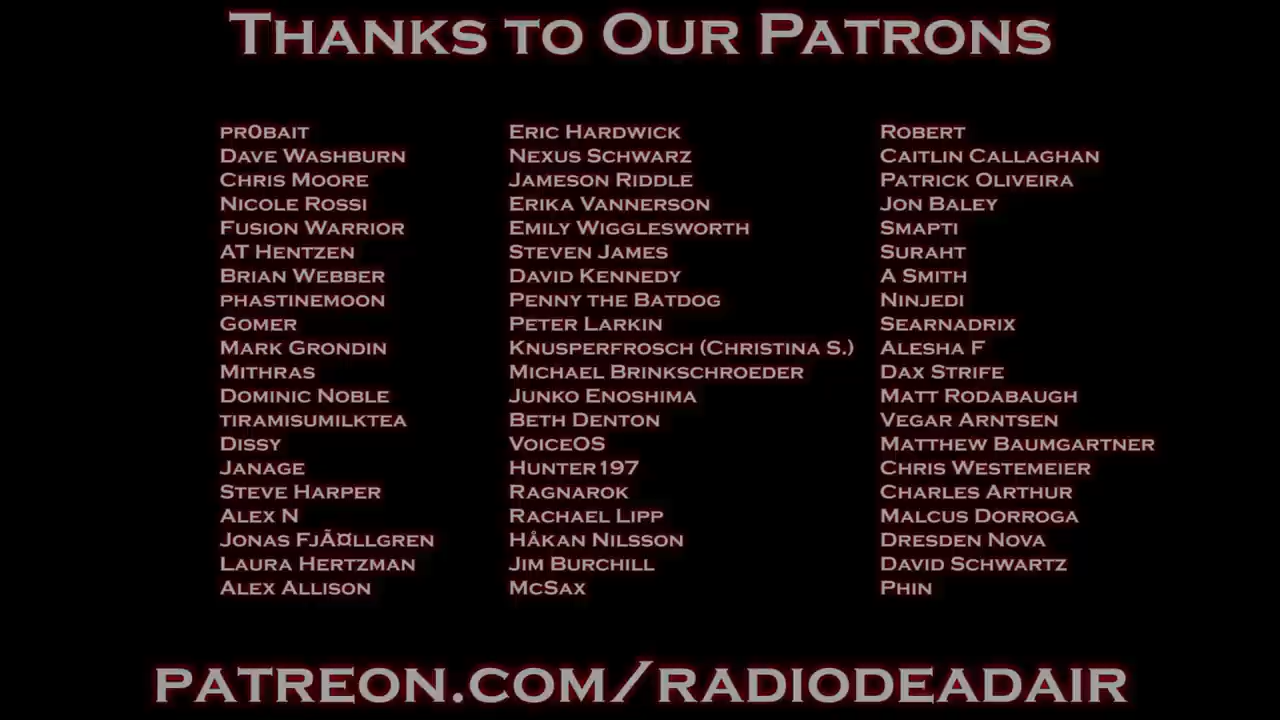 Thanks to Our Patrons
pr0bait
Dave Washburn
Chris Moore
Nicole Rossi
Fusion Warrior
AT Hentzen
Brian Webber
phastinemoon
Gomer
Mark Grondin
Mithras
Dominic Noble
tiramisumilktea
Dissy
Janage
Steve Harper
Alex N
Jonas FjÃ¤llgren
Laura Hertzman
Alex Allison
Eric Hardwick
Nexus Schwarz
Jameson Riddle
Erika Vannerson
Emily Wigglesworth
Steven James
David Kennedy
Penny the Batdog
Peter Larkin
Knusperfrosch (Christina S.)
Michael Brinkschroeder
Junko Enoshima
Beth Denton
VoiceOS
Hunter197
Ragnarok
Rachael Lipp
Håkan Nilsson
Jim Burchill
McSax
Robert
Caitlin Callaghan
Patrick Oliveira
Jon Baley
Smapti
Suraht
A Smith
Ninjedi
Searnadrix
Alesha F
Dax Strife
Matt Rodabaugh
Vegar Arntsen
Matthew Baumgartner
Chris Westemeier
Charles Arthur
Malcus Dorroga
Dresden Nova
David Schwartz
Phin
patreon.com/radiodeadair